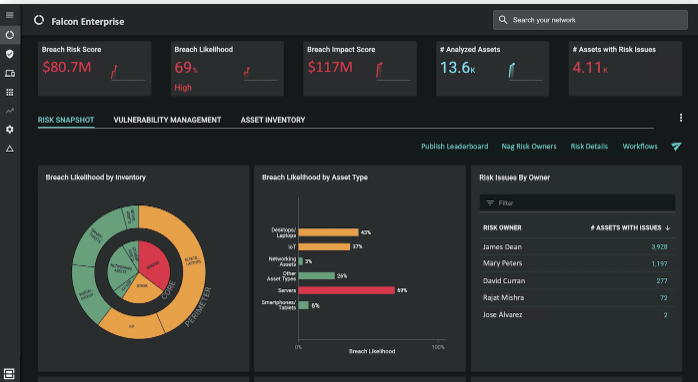 Falcon Enterprise
Search your network
Breach Risk Score
$80.7M
Breach Likelihood
69%
High
Breach Impact Score
$117M
# Analyzed Assets
13.6K
# Assets with Risk Issues
4.11K
RISK SNAPSHOT
VULNERABILITY MANAGEMENT
ASSET INVENTORY
Publish Leaderboard
Nag Risk Owners
Risk Details
Workflows
Breach Likelihood by Inventory
CORE
PERIMETER
Breach Likelihood by Asset Type
Desktops/
Laptops
43%
IoT
37%
Networking
Assets
3%
Other
Asset Types
26%
Servers
69%
Smartphones/
Tablets
6%
0%
100%
Breach Likelihood
Risk Issues By Owner
Filter
RISK OWNER # ASSETS WITH ISSUES
James Dean 3,928
Mary Peters 1,197
David Curran 277
Rajat Mishra 72
Jose Alvarez 2